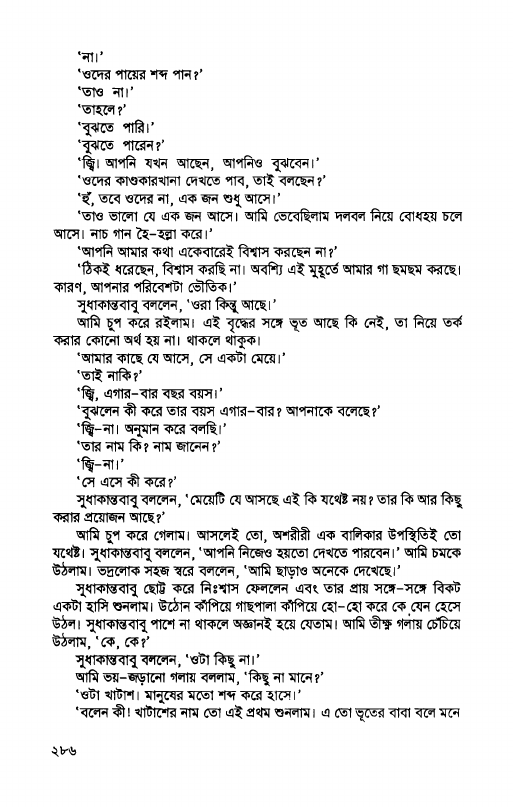 ‘না।’
‘ওদের পায়ের শব্দ পান?’
‘তাও না।’
‘তাহলে?’
‘বুঝতে পারি।’
‘বুঝতে পারেন?’
‘জ্বি। আপনি যখন আছেন, আপনিও বুঝবেন।’
‘ওদের কাণ্ডকারখানা দেখতে পাব, তাই বলছেন?’
‘হুঁ, তবে ওদের না, এক জন শুধু আসে।’
‘তাও ভালো যে এক জন আসে। আমি ভেবেছিলাম দলবল নিয়ে বোধহয় চলে
আসে। নাচ গান হৈ-হল্লা করে।’
‘আপনি আমার কথা একেবারেই বিশ্বাস করছেন না?’
‘ঠিকই ধরেছেন, বিশ্বাস করছি না। অবশ্যি এই মুহূর্তে আমার গা ছমছম করছে।
কারণ, আপনার পরিবেশটা ভৌতিক।’
সুধাকান্তবাবু বললেন, ‘ওরা কিন্তু আছে।’
আমি চুপ করে রইলাম। এই বৃদ্ধের সঙ্গে ভূত আছে কি নেই, তা নিয়ে তর্ক
করার কোনো অর্থ হয় না। থাকলে থাকুক।
‘আমার কাছে যে আসে, সে একটা মেয়ে।’
‘তাই নাকি?’
‘জ্বি, এগার-বার বছর বয়স।’
‘বুঝলেন কী করে তার বয়স এগার-বার? আপনাকে বলেছে?’
‘জ্বি-না। অনুমান করে বলছি।’
‘তার নাম কি? নাম জানেন?’
‘জ্বি-না।’
‘সে এসে কী করে?’
সুধাকান্তবাবু বললেন, ‘মেয়েটি যে আসছে এই কি যথেষ্ট নয়? তার কি আর কিছু
করার প্রয়োজন আছে?’
আমি চুপ করে গেলাম। আসলেই তো, অশরীরী এক বালিকার উপস্থিতিই তো
যথেষ্ট। সুধাকান্তবাবু বললেন, ‘আপনি নিজেও হয়তো দেখতে পারবেন।’ আমি চমকে
উঠলাম। ভদ্রলোক সহজ স্বরে বললেন, ‘আমি ছাড়াও অনেকে দেখেছে।’
সুধাকান্তবাবু ছোট্ট করে নিঃশ্বাস ফেললেন এবং তার প্রায় সঙ্গে-সঙ্গে বিকট
একটা হাসি শুনলাম। উঠোন কাঁপিয়ে গাছপালা কাঁপিয়ে হো-হো করে কে যেন হেসে
উঠল। সুধাকান্তবাবু পাশে না থাকলে অজ্ঞানই হয়ে যেতাম। আমি তীক্ষ্ণ গলায় চেঁচিয়ে
উঠলাম, ‘কে, কে?’
সুধাকান্তবাবু বললেন, ‘ওটা কিছু না।’
আমি ভয়-জড়ানো গলায় বললাম, ‘কিছু না মানে?’
‘ওটা খাটাশ। মানুষের মতো শব্দ করে হাসে।’
‘বলেন কী! খাটাশের নাম তো এই প্রথম শুনলাম। এ তো ভূতের বাবা বলে মনে
২৮৬